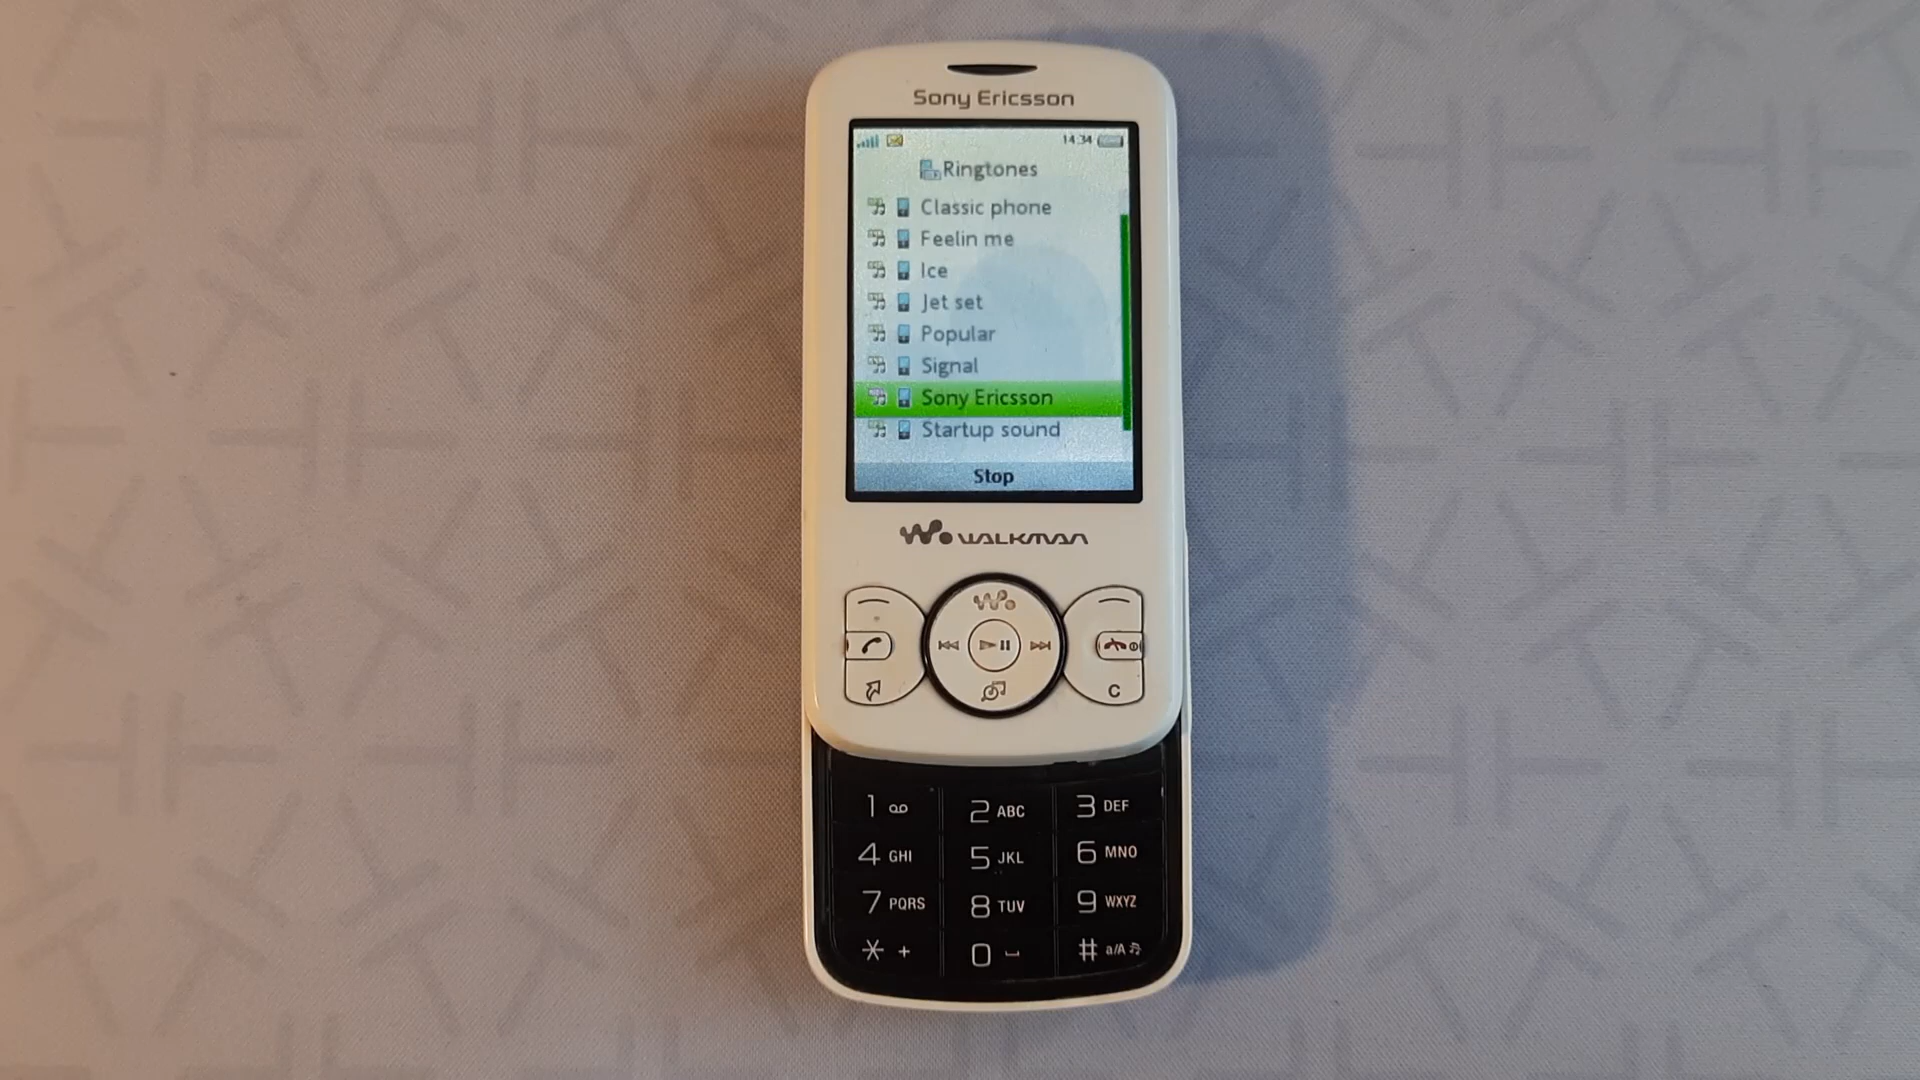 Sony Ericsson
14:34
Ringtones
Classic phone
Feelin me
Ice
Jet set
Popular
Signal
Sony Ericsson
Startup sound
Stop
WALKMAN
C
1 2 ABC 3 DEF
4 GHI 5 JKL 6 MNO
7 PQRS 8 TUV 9 WXYZ
* + 0 # a/A